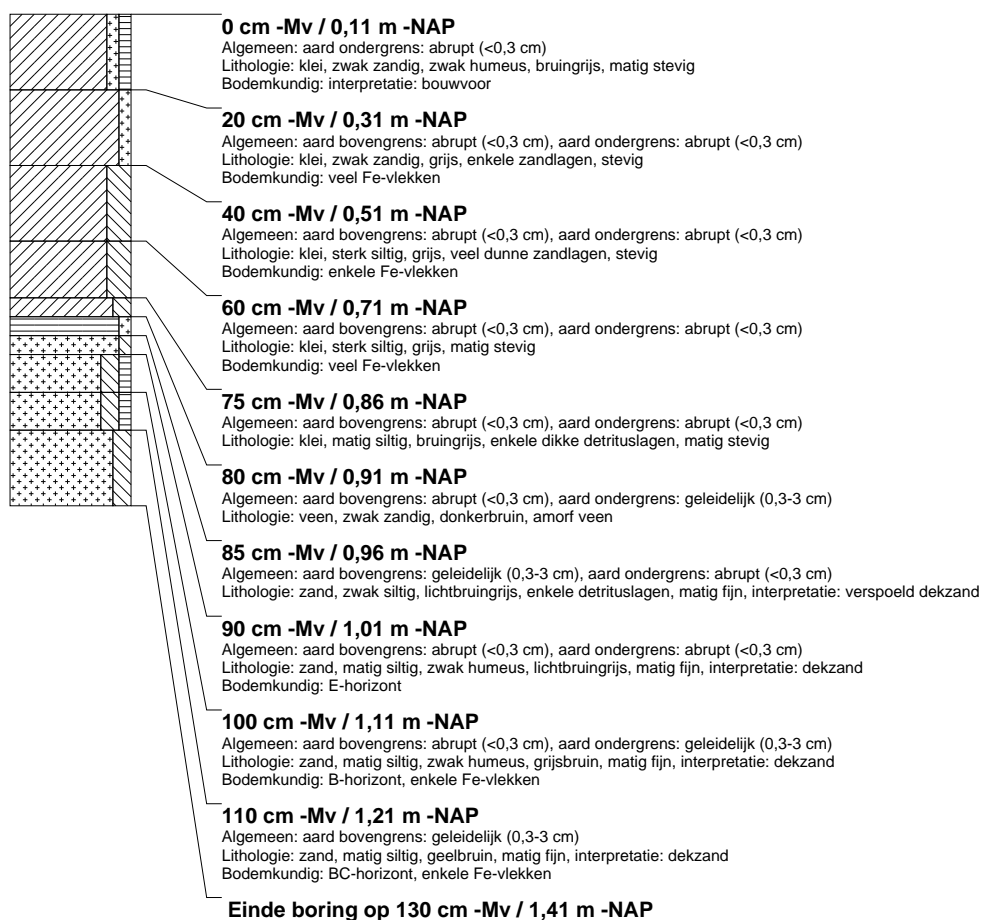 0 cm -Mv / 0,11 m -NAP
Algemeen: aard ondergrens: abrupt (<0,3 cm)
Lithologie: klei, zwak zandig, zwak humeus, bruingrijs, matig stevig
Bodemkundig: interpretatie: bouwvoor
20 cm -Mv / 0,31 m -NAP
Algemeen: aard bovengrens: abrupt (<0,3 cm), aard ondergrens: abrupt (<0,3 cm)
Lithologie: klei, zwak zandig, grijs, enkele zandlagen, stevig
Bodemkundig: veel Fe-vlekken
40 cm -Mv / 0,51 m -NAP
Algemeen: aard bovengrens: abrupt (<0,3 cm), aard ondergrens: abrupt (<0,3 cm)
Lithologie: klei, sterk siltig, grijs, veel dunne zandlagen, stevig
Bodemkundig: enkele Fe-vlekken
60 cm -Mv / 0,71 m -NAP
Algemeen: aard bovengrens: abrupt (<0,3 cm), aard ondergrens: abrupt (<0,3 cm)
Lithologie: klei, sterk siltig, grijs, matig stevig
Bodemkundig: veel Fe-vlekken
75 cm -Mv / 0,86 m -NAP
Algemeen: aard bovengrens: abrupt (<0,3 cm), aard ondergrens: abrupt (<0,3 cm)
Lithologie: klei, matig siltig, bruingrijs, enkele dikke detrituslagen, matig stevig
80 cm -Mv / 0,91 m -NAP
Algemeen: aard bovengrens: abrupt (<0,3 cm), aard ondergrens: geleidelijk (0,3-3 cm)
Lithologie: veen, zwak zandig, donkerbruin, amorf veen
85 cm -Mv / 0,96 m -NAP
Algemeen: aard bovengrens: geleidelijk (0,3-3 cm), aard ondergrens: abrupt (<0,3 cm)
Lithologie: zand, zwak siltig, lichtbruingrijs, enkele detrituslagen, matig fijn, interpretatie: verspoeld dekzand
90 cm -Mv / 1,01 m -NAP
Algemeen: aard bovengrens: abrupt (<0,3 cm), aard ondergrens: abrupt (<0,3 cm)
Lithologie: zand, matig siltig, zwak humeus, lichtbruingrijs, matig fijn, interpretatie: dekzand
Bodemkundig: E-horizont
100 cm -Mv / 1,11 m -NAP
Algemeen: aard bovengrens: abrupt (<0,3 cm), aard ondergrens: geleidelijk (0,3-3 cm)
Lithologie: zand, matig siltig, zwak humeus, grijsbruin, matig fijn, interpretatie: dekzand
Bodemkundig: B-horizont, enkele Fe-vlekken
110 cm -Mv / 1,21 m -NAP
Algemeen: aard bovengrens: geleidelijk (0,3-3 cm)
Lithologie: zand, matig siltig, geelbruin, matig fijn, interpretatie: dekzand
Bodemkundig: BC-horizont, enkele Fe-vlekken
Einde boring op 130 cm -Mv / 1,41 m -NAP